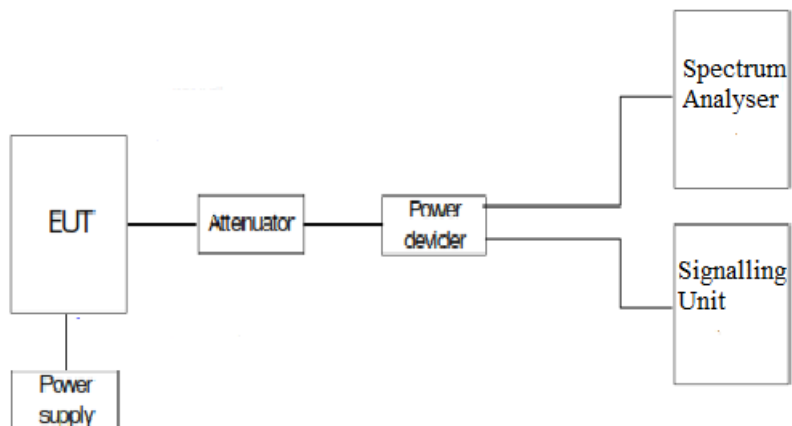 Spectrum
Analyser
EUT
Attenuator
Power
devider
Signalling
Unit
Power
supply